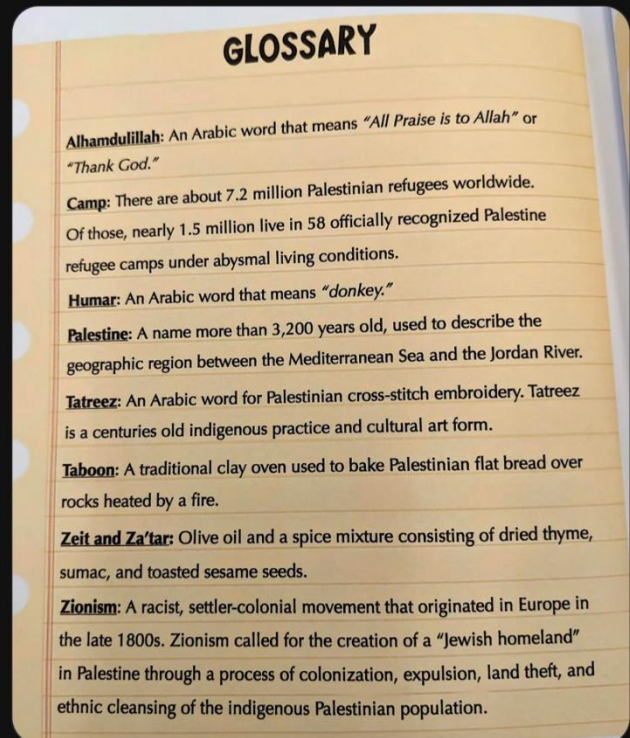 GLOSSARY
Alhamdulillah: An Arabic word that means “All Praise is to Allah” or
“Thank God.”
Camp: There are about 7.2 million Palestinian refugees worldwide.
Of those, nearly 1.5 million live in 58 officially recognized Palestine
refugee camps under abysmal living conditions.
Humar: An Arabic word that means “donkey.”
Palestine: A name more than 3,200 years old, used to describe the
geographic region between the Mediterranean Sea and the Jordan River.
Tatreez: An Arabic word for Palestinian cross-stitch embroidery. Tatreez
is a centuries old indigenous practice and cultural art form.
Taboon: A traditional clay oven used to bake Palestinian flat bread over
rocks heated by a fire.
Zeit and Za’tar: Olive oil and a spice mixture consisting of dried thyme,
sumac, and toasted sesame seeds.
Zionism: A racist, settler-colonial movement that originated in Europe in
the late 1800s. Zionism called for the creation of a “Jewish homeland”
in Palestine through a process of colonization, expulsion, land theft, and
ethnic cleansing of the indigenous Palestinian population.